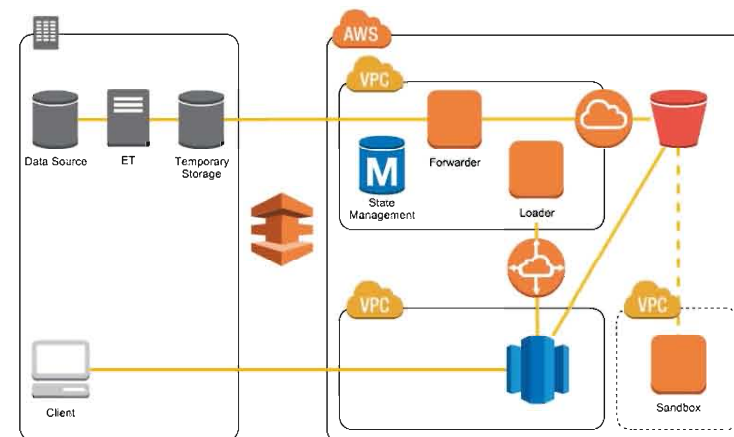 AWS
VPC
Data Source
ET
Temporary
Storage
M
State
Management
Forwarder
Loader
VPC
VPC
Client
Sandbox